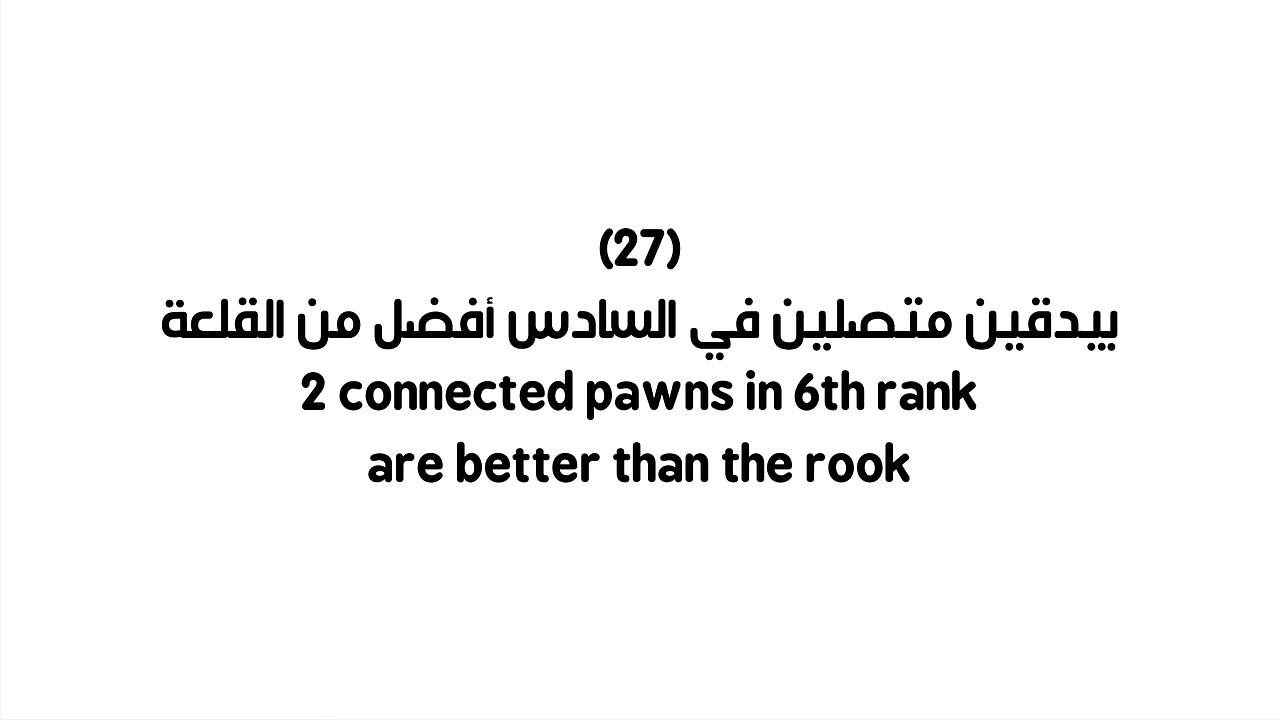 (27)
بيدقين متصلين في السادس أفضل من القلعة
2 connected pawns in 6th rank
are better than the rook